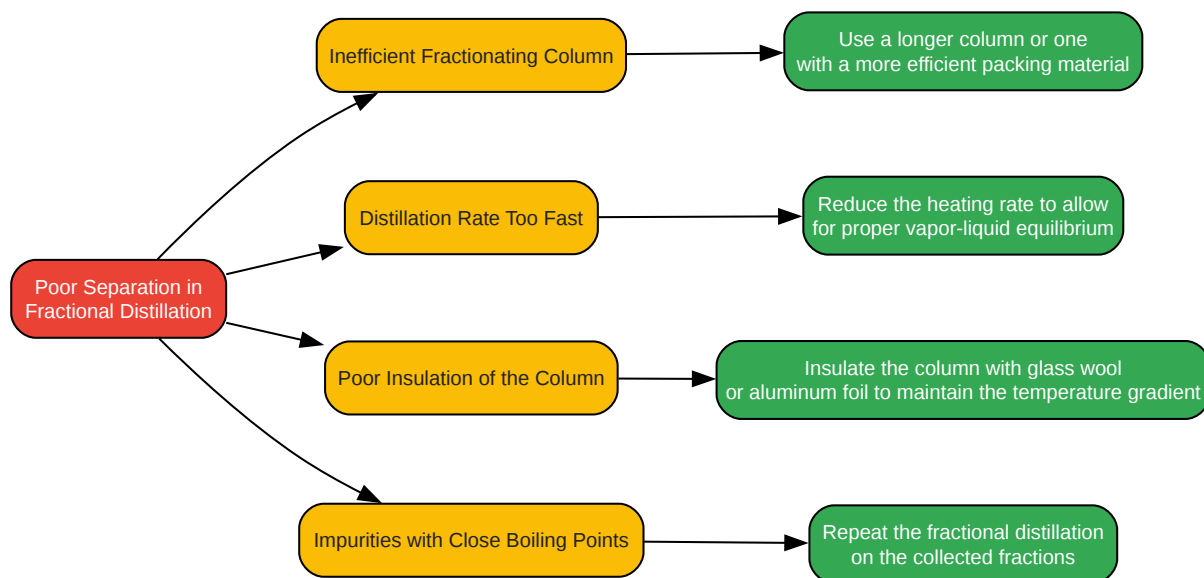 Inefficient Fractionating Column
Use a longer column or one
with a more efficient packing material
Distillation Rate Too Fast
Reduce the heating rate to allow
for proper vapor-liquid equilibrium
Poor Separation in
Fractional Distillation
Poor Insulation of the Column
Insulate the column with glass wool
or aluminum foil to maintain the temperature gradient
Impurities with Close Boiling Points
Repeat the fractional distillation
on the collected fractions